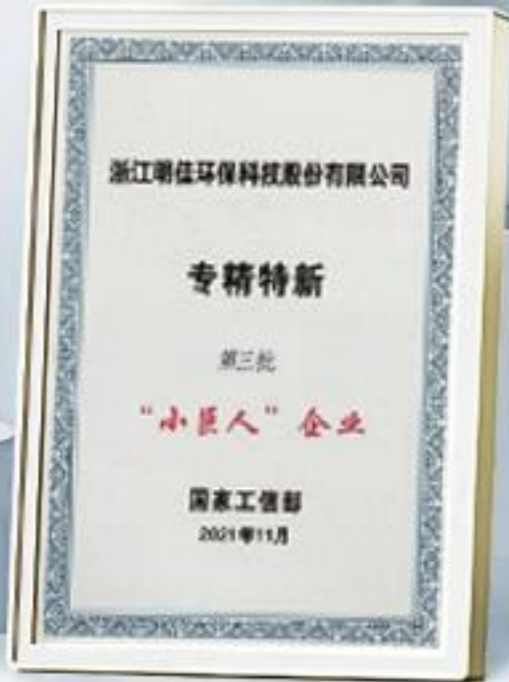 浙江明佳环保科技股份有限公司
专精特新
第三批
“小巨人”企业
国家工信部
2021年11月